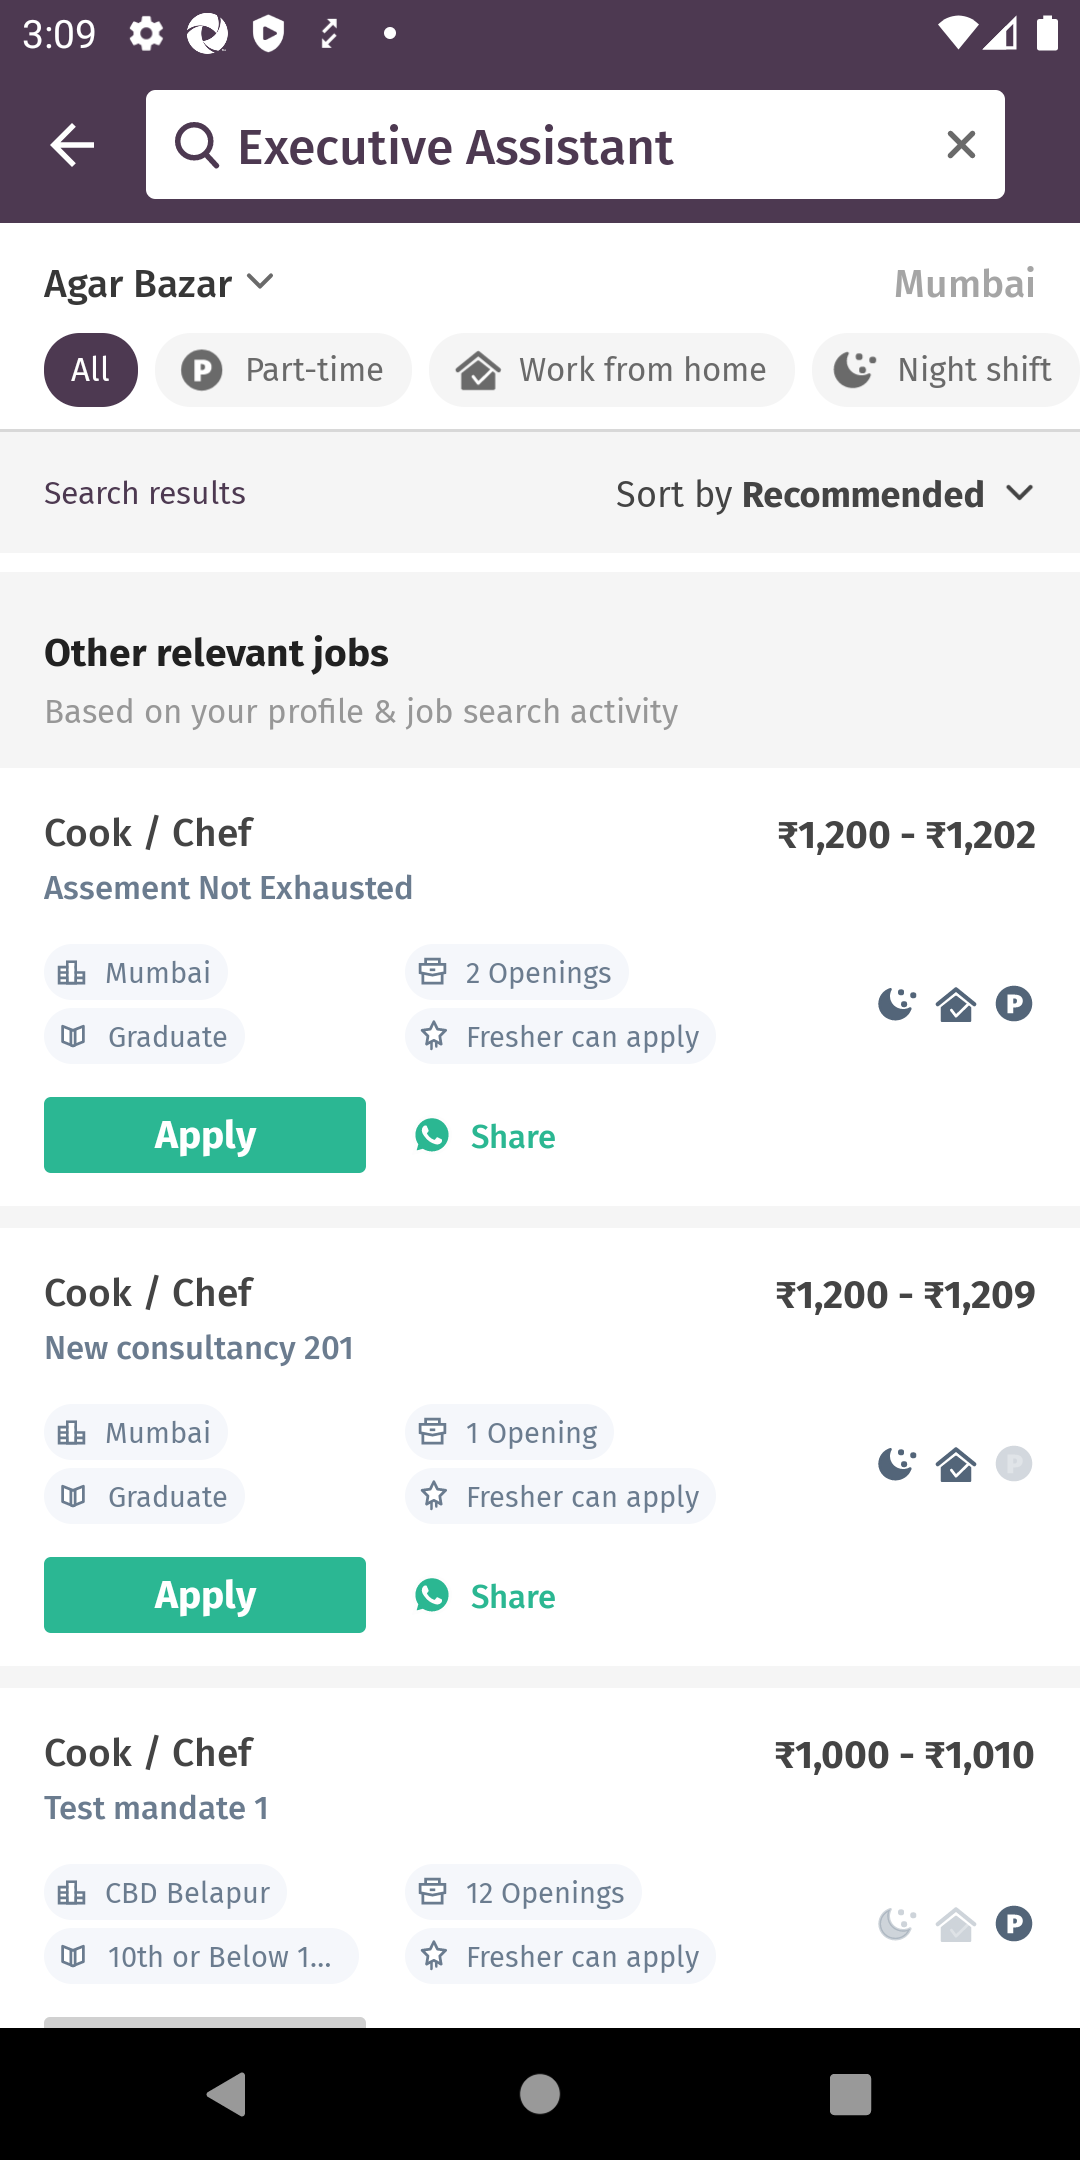 3:09
Executive Assistant
Agar Bazar
Mumbai
All
P Part-time
Work from home
Night shift
Search results
Sort by Recommended
Other relevant jobs
Based on your profile & job search activity
Cook / Chef
₹1,200 - ₹1,202
Assement Not Exhausted
Mumbai
2 Openings
P
Graduate
Fresher can apply
Apply
Share
Cook / Chef
₹1,200 - ₹1,209
New consultancy 201
Mumbai
1 Opening
P
Graduate
Fresher can apply
Apply
Share
Cook / Chef
₹1,000 - ₹1,010
Test mandate 1
CBD Belapur
12 Openings
P
10th or Below 1...
Fresher can apply